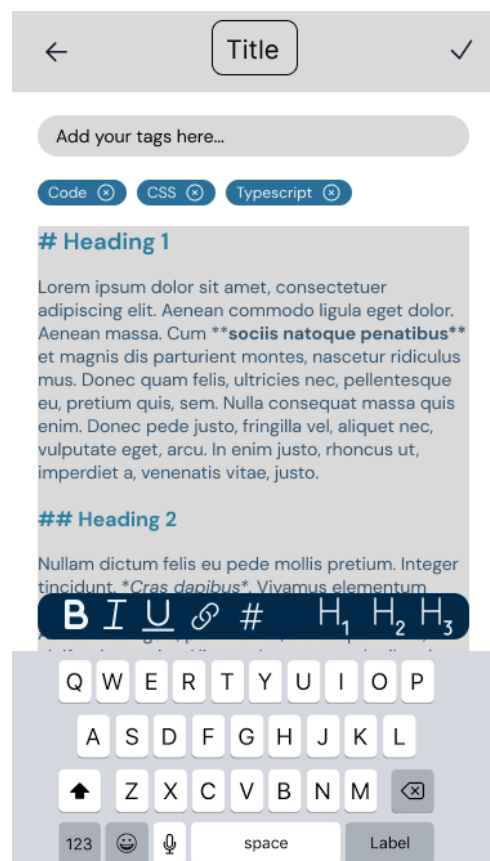 Title
Add your tags here...
Code
CSS
Typescript
# Heading 1
Lorem ipsum dolor sit amet, consectetuer
adipiscing elit. Aenean commodo ligula eget dolor.
Aenean massa. Cum **sociis natoque penatibus**
et magnis dis parturient montes, nascetur ridiculus
mus. Donec quam felis, ultricies nec, pellentesque
eu, pretium quis, sem. Nulla consequat massa quis
enim. Donec pede justo, fringilla vel, aliquet nec,
vulputate eget, arcu. In enim justo, rhoncus ut,
imperdiet a, venenatis vitae, justo.
## Heading 2
Nullam dictum felis eu pede mollis pretium. Integer
tincidunt. *Cras dapibus*. Vivamus elementum
B I U # H1 H2 H3
Q W E R T Y U I O P
A S D F G H J K L
Z X C V B N M
123 space Label